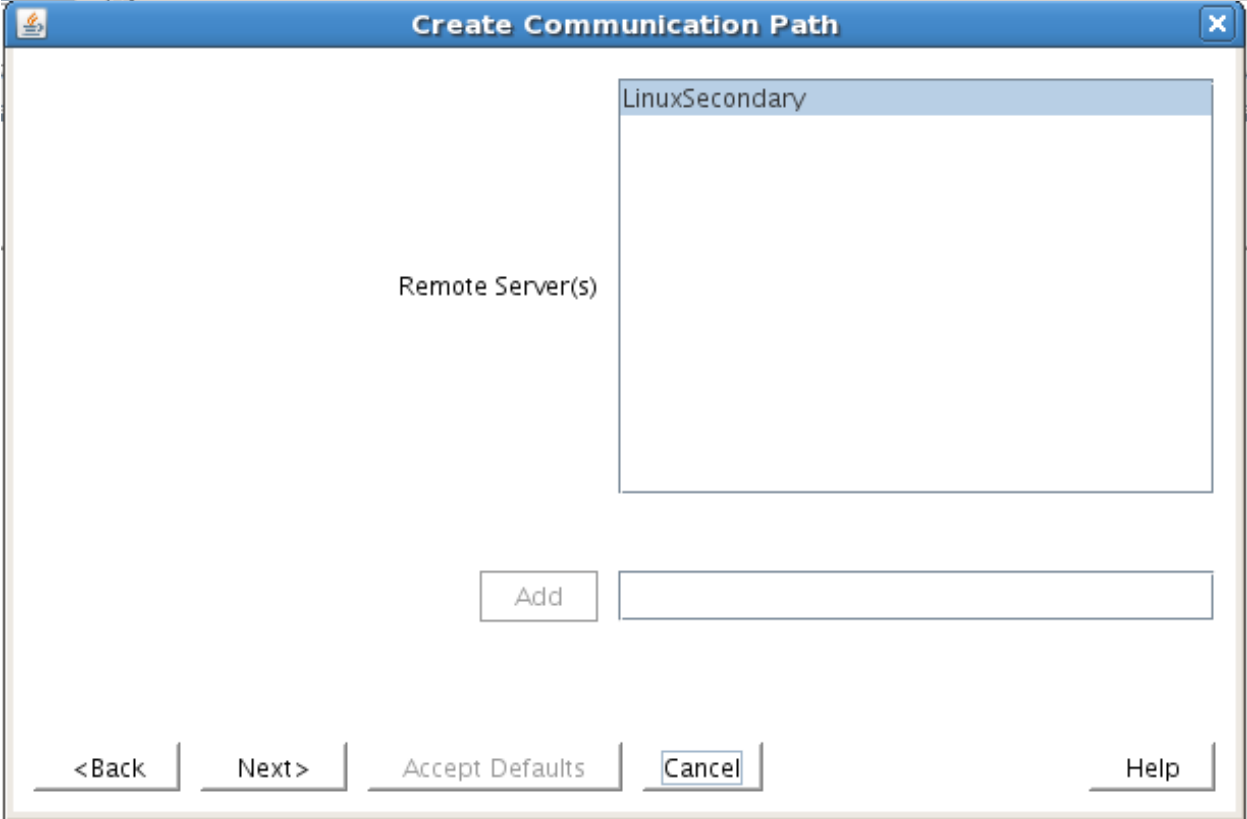 Create Communication Path
LinuxSecondary
Remote Server(s)
Add
<Back Next> Accept Defaults Cancel Help